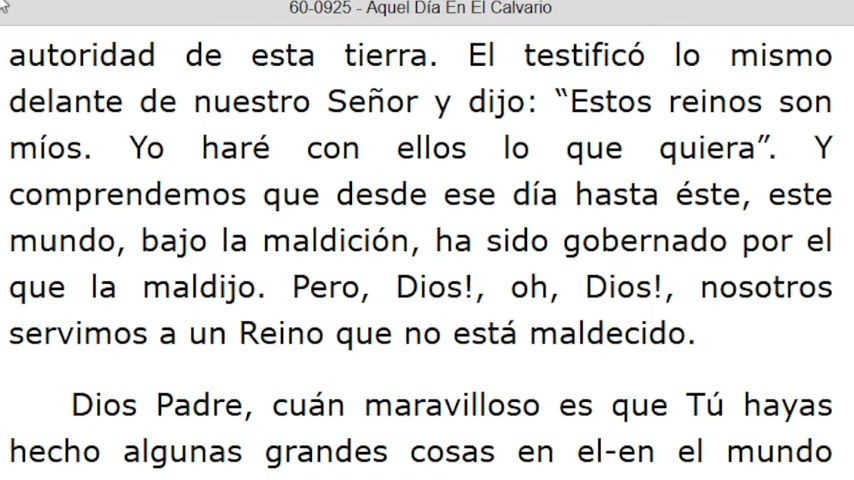 60-0925 - Aquel Día En El Calvario
autoridad de esta tierra. El testificó lo mismo
delante de nuestro Señor y dijo: “Estos reinos son
míos. Yo haré con ellos lo que quiera”. Y
comprendemos que desde ese día hasta éste, este
mundo, bajo la maldición, ha sido gobernado por el
que la maldijo. Pero, Dios!, oh, Dios!, nosotros
servimos a un Reino que no está maldecido.
Dios Padre, cuán maravilloso es que Tú hayas
hecho algunas grandes cosas en el-en el mundo